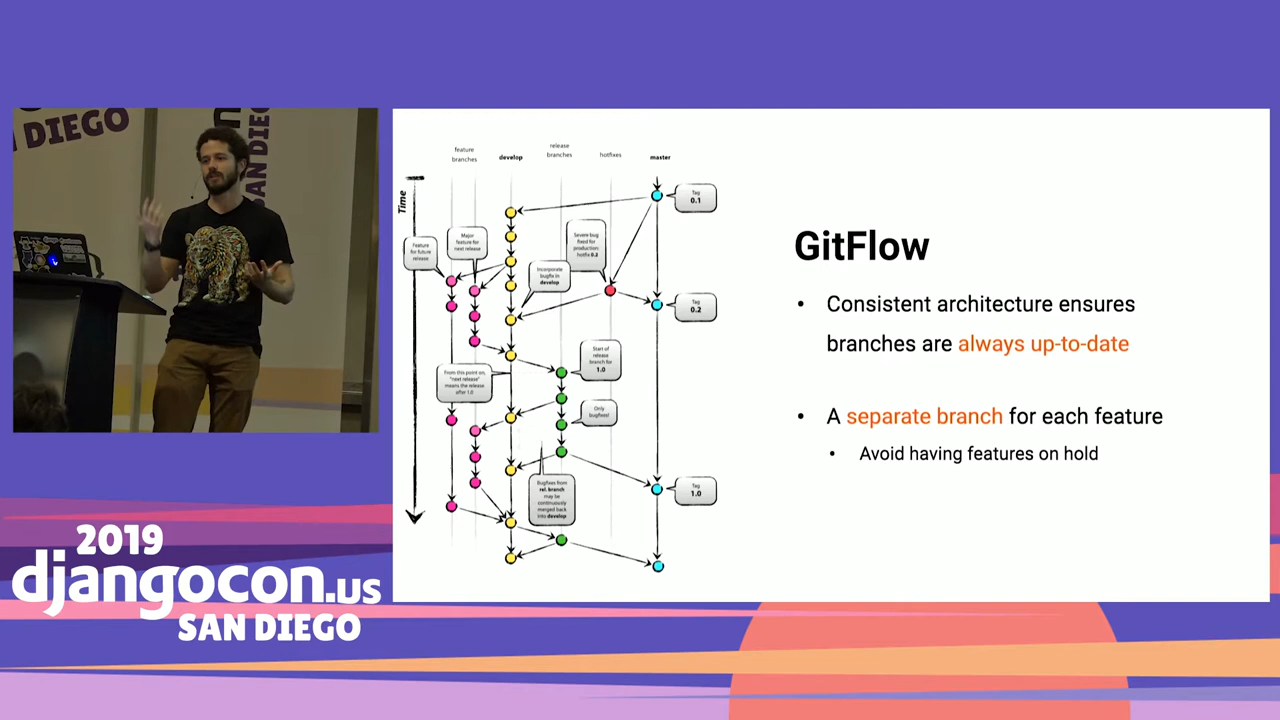 DIEGO
SAN DIEGO
2019
djangocon.us
SAN DIEGO
feature
branches
develop
release
branches
hotfixes
master
Time
Tag
0.1
Feature
for future
release
Major
feature for
next release
Severe bug
fixed for
production:
hotfix 0.2
Incorporate
bugfix in
develop
Tag
0.2
Start of
release
branch for
1.0
From this point on,
"next release"
means the release
after 1.0
Only
bugfixes!
Bugfixes from
rel. branch
may be
continuously
merged back
into develop
Tag
1.0
GitFlow
• Consistent architecture ensures
branches are always up-to-date
• A separate branch for each feature
• Avoid having features on hold